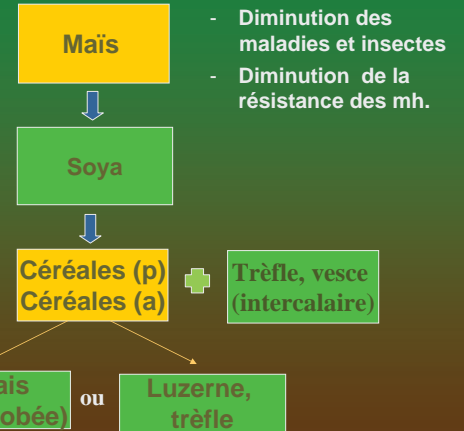 Maïs
- Diminution des
maladies et insectes
- Diminution de la
résistance des mh.
Soya
Céréales (p)
Céréales (a)
Trèfle, vesce
(intercalaire)
ou
Luzerne,
trèfle